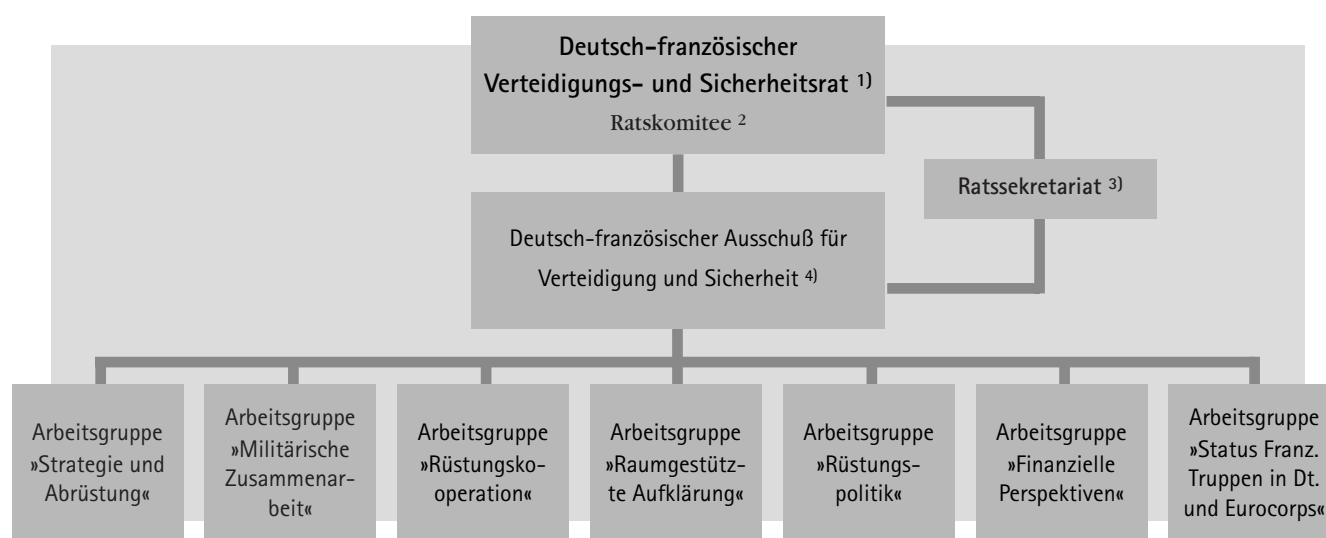 Deutsch-französischer
Verteidigungs- und Sicherheitsrat 1)
Ratskomitee 2
Ratssekretariat 3)
Deutsch-französischer Ausschuß für
Verteidigung und Sicherheit 4)
Arbeitsgruppe
»Strategie und
Abrüstung«
Arbeitsgruppe
»Militärische
Zusammenar-
beit«
Arbeitsgruppe
»Rüstungsko-
operation«
Arbeitsgruppe
»Raumgestütz-
te Aufklärung«
Arbeitsgruppe
»Rüstungs-
politik«
Arbeitsgruppe
»Finanzielle
Perspektiven«
Arbeitsgruppe
»Status Franz.
Truppen in Dt.
und Eurocorps«